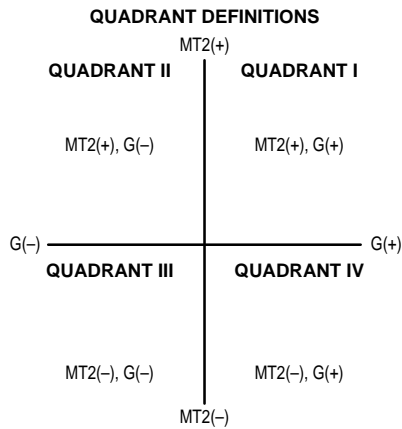 QUADRANT DEFINITIONS
MT2(+)
QUADRANT II QUADRANT I
MT2(+), G(–) MT2(+), G(+)
G(–) G(+)
QUADRANT III QUADRANT IV
MT2(–), G(–) MT2(–), G(+)
MT2(–)